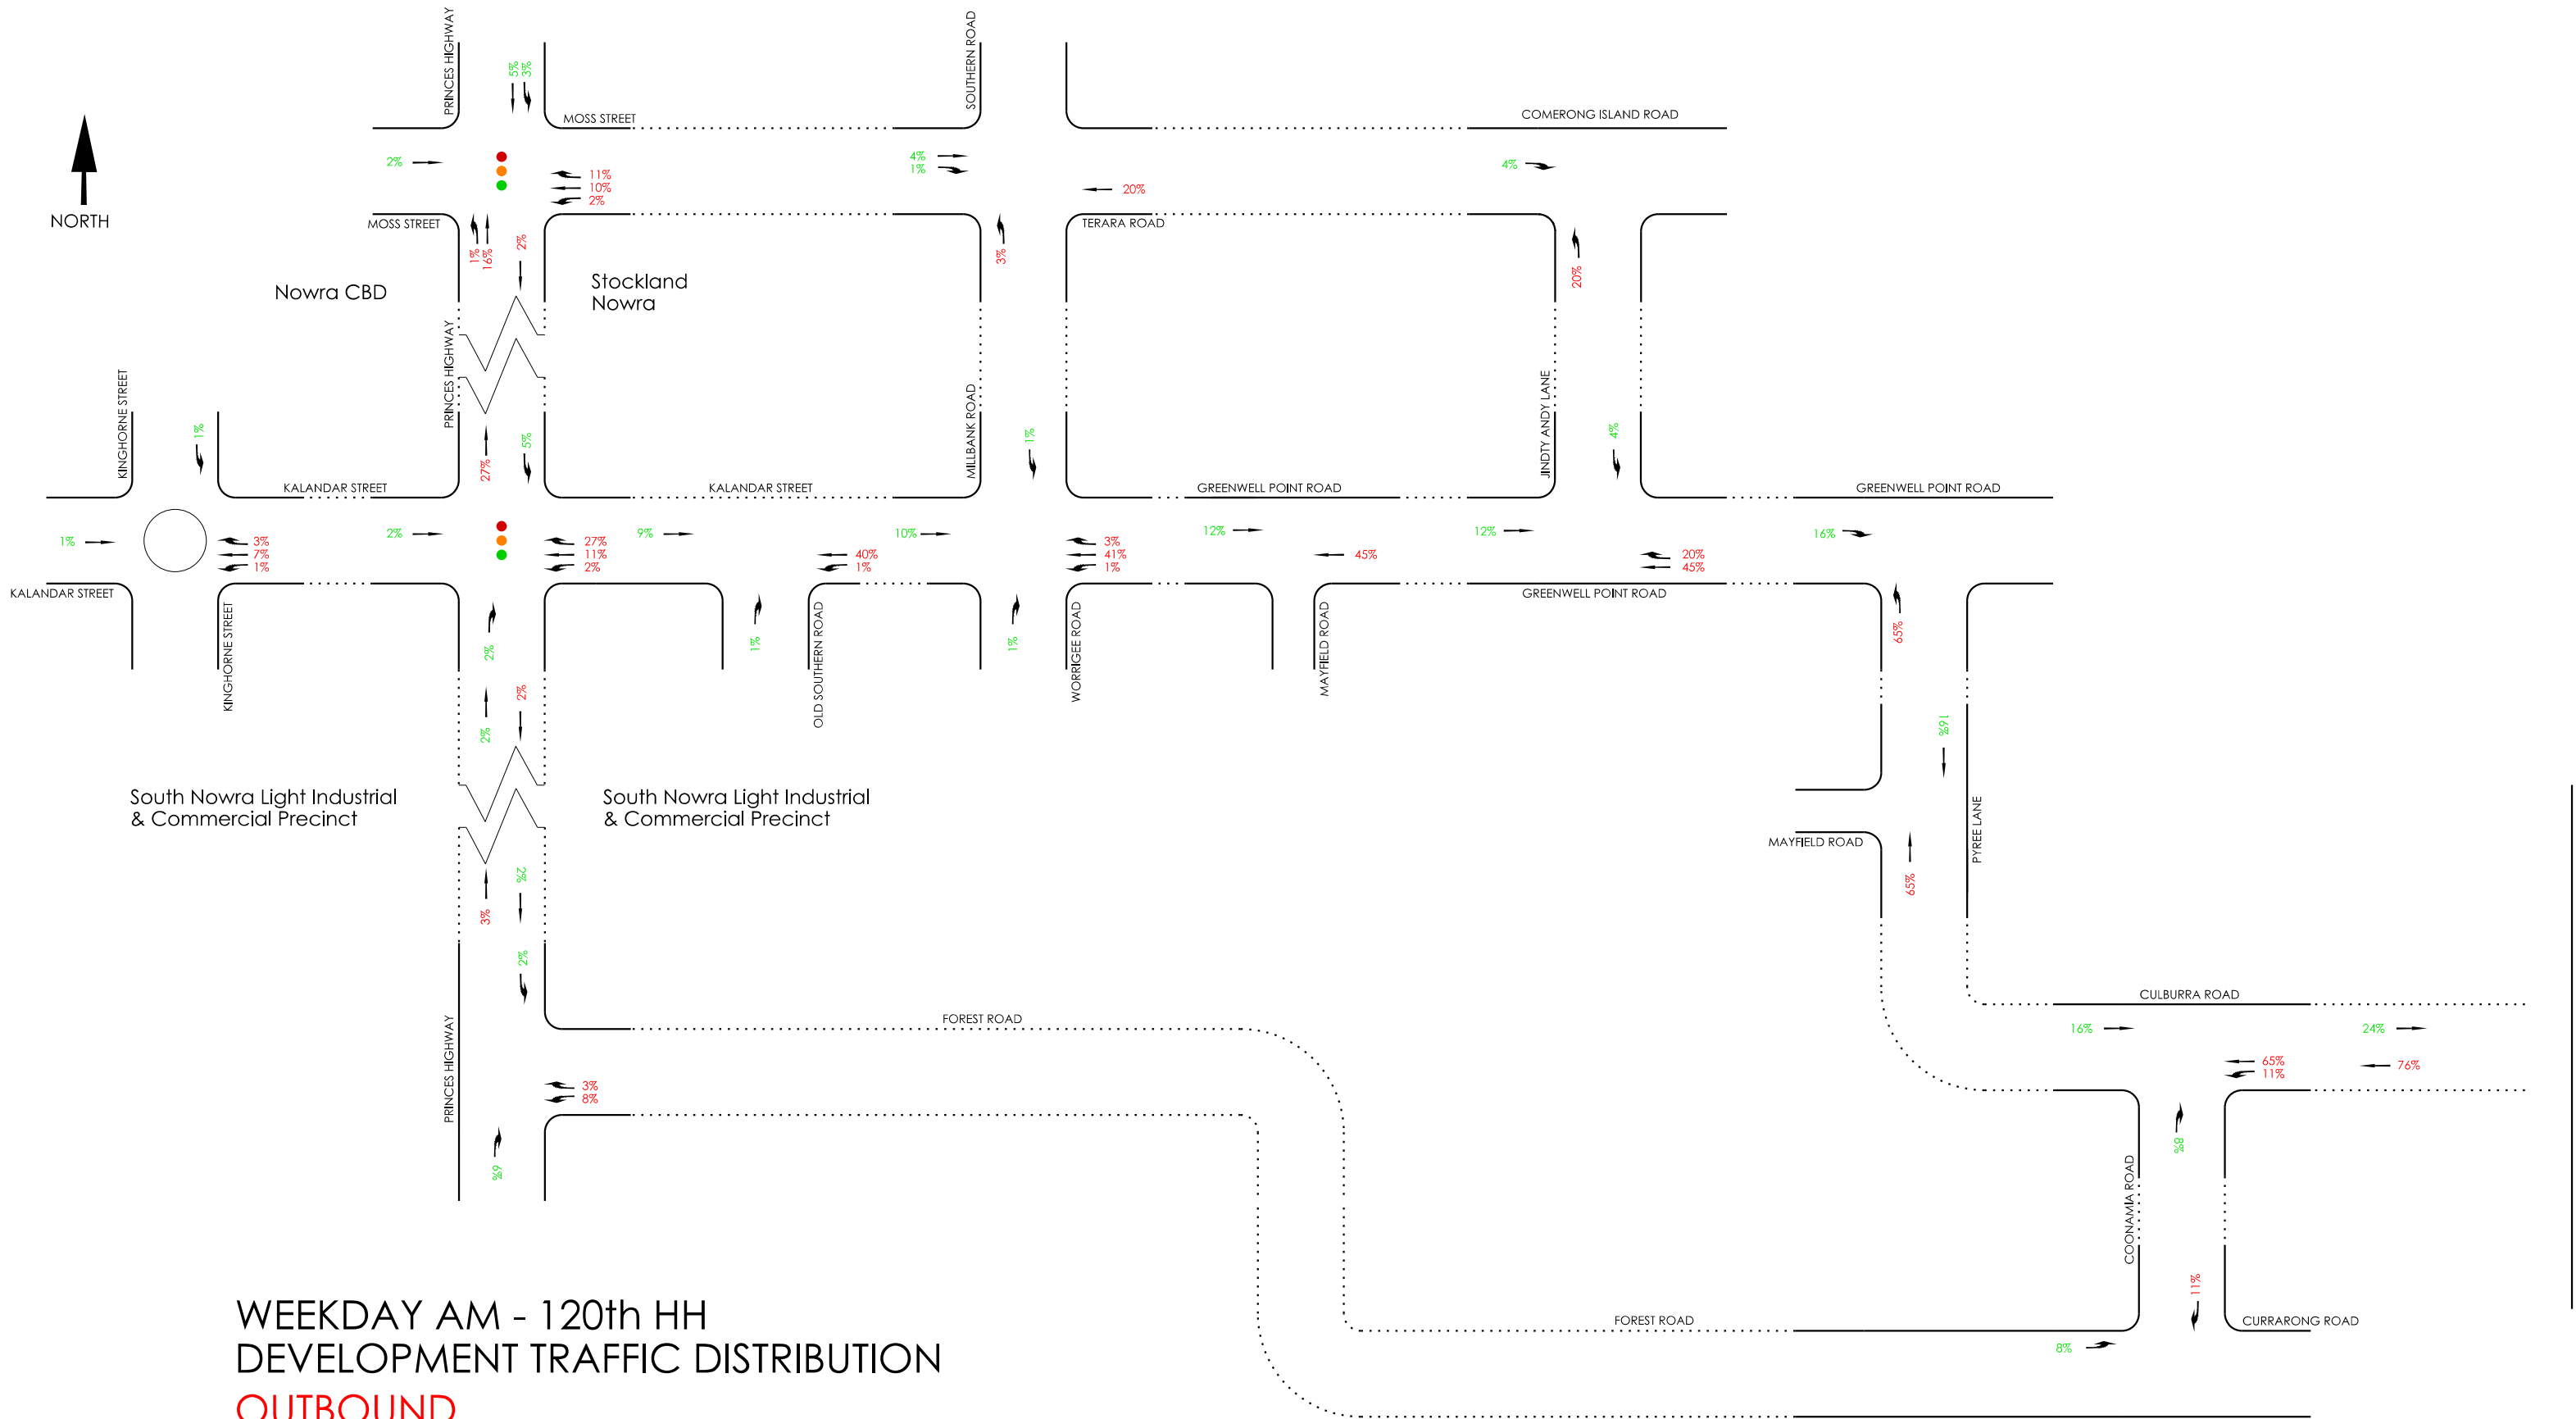 PRINCES HIGHWAY
SOUTHERN ROAD
5%
3%
MOSS STREET
COMERONG ISLAND ROAD
2%
4%
1%
4%
11%
10%
2%
20%
NORTH
MOSS STREET
TERARA ROAD
1%
16%
2%
3%
20%
Nowra CBD
Stockland
Nowra
KINGHORNE STREET
PRINCES HIGHWAY
MILLBANK ROAD
JINDTY ANDY LANE
1%
27%
5%
1%
4%
KALANDAR STREET
KALANDAR STREET
GREENWELL POINT ROAD
GREENWELL POINT ROAD
1%
3%
7%
1%
2%
27%
11%
2%
9%
40%
1%
10%
3%
41%
1%
12%
45%
12%
20%
45%
16%
KALANDAR STREET
GREENWELL POINT ROAD
KINGHORNE STREET
2%
1%
OLD SOUTHERN ROAD
1%
WORRIGEE ROAD
MAYFIELD ROAD
65%
2%
2%
16%
South Nowra Light Industrial
& Commercial Precinct
South Nowra Light Industrial
& Commercial Precinct
MAYFIELD ROAD
PYREE LANE
65%
3%
2%
2%
CULBURRA ROAD
PRINCES HIGHWAY
FOREST ROAD
16%
24%
65%
11%
76%
3%
8%
6%
8%
COONAMIA ROAD
11%
FOREST ROAD
CURRARONG ROAD
8%
WEEKDAY AM - 120th HH
DEVELOPMENT TRAFFIC DISTRIBUTION
OUTBOUND